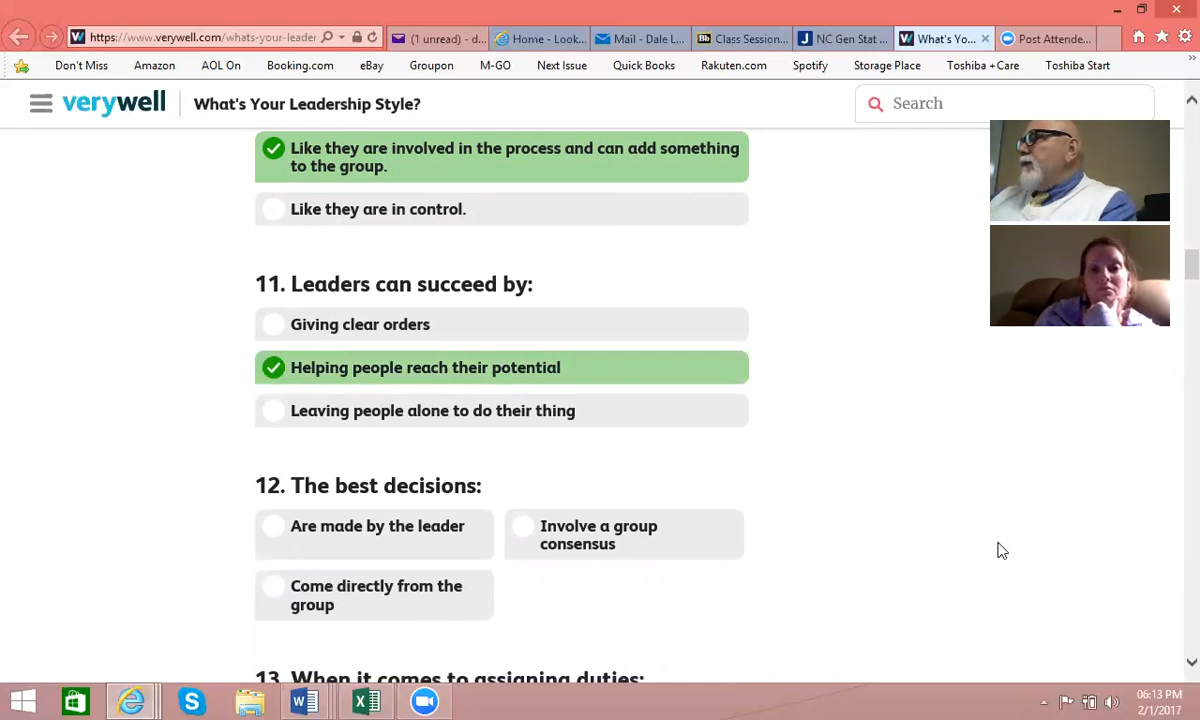 https://www.verywell.com/whats-your-leader
(1 unread) - d...
Home - Look...
Mail - Dale L...
Bb Class Session...
J NC Gen Stat ...
W What's Yo...
Post Attende...
Don't Miss
Amazon
AOL On
Booking.com
eBay
Groupon
M-GO
Next Issue
Quick Books
Rakuten.com
Spotify
Storage Place
Toshiba +Care
Toshiba Start
verywell
What's Your Leadership Style?
Search
Like they are involved in the process and can add something
to the group.
Like they are in control.
11. Leaders can succeed by:
Giving clear orders
Helping people reach their potential
Leaving people alone to do their thing
12. The best decisions:
Are made by the leader
Involve a group
consensus
Come directly from the
group
13. When it comes to assigning duties:
06:13 PM
2/1/2017